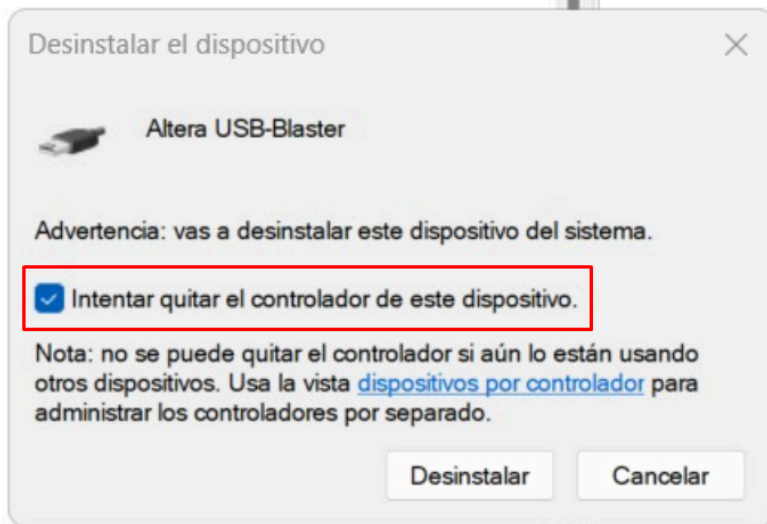 Desinstalar el dispositivo
Altera USB-Blaster
Advertencia: vas a desinstalar este dispositivo del sistema.
Intentar quitar el controlador de este dispositivo.
Nota: no se puede quitar el controlador si aún lo están usando
otros dispositivos. Usa la vista dispositivos por controlador para
administrar los controladores por separado.
Desinstalar
Cancelar